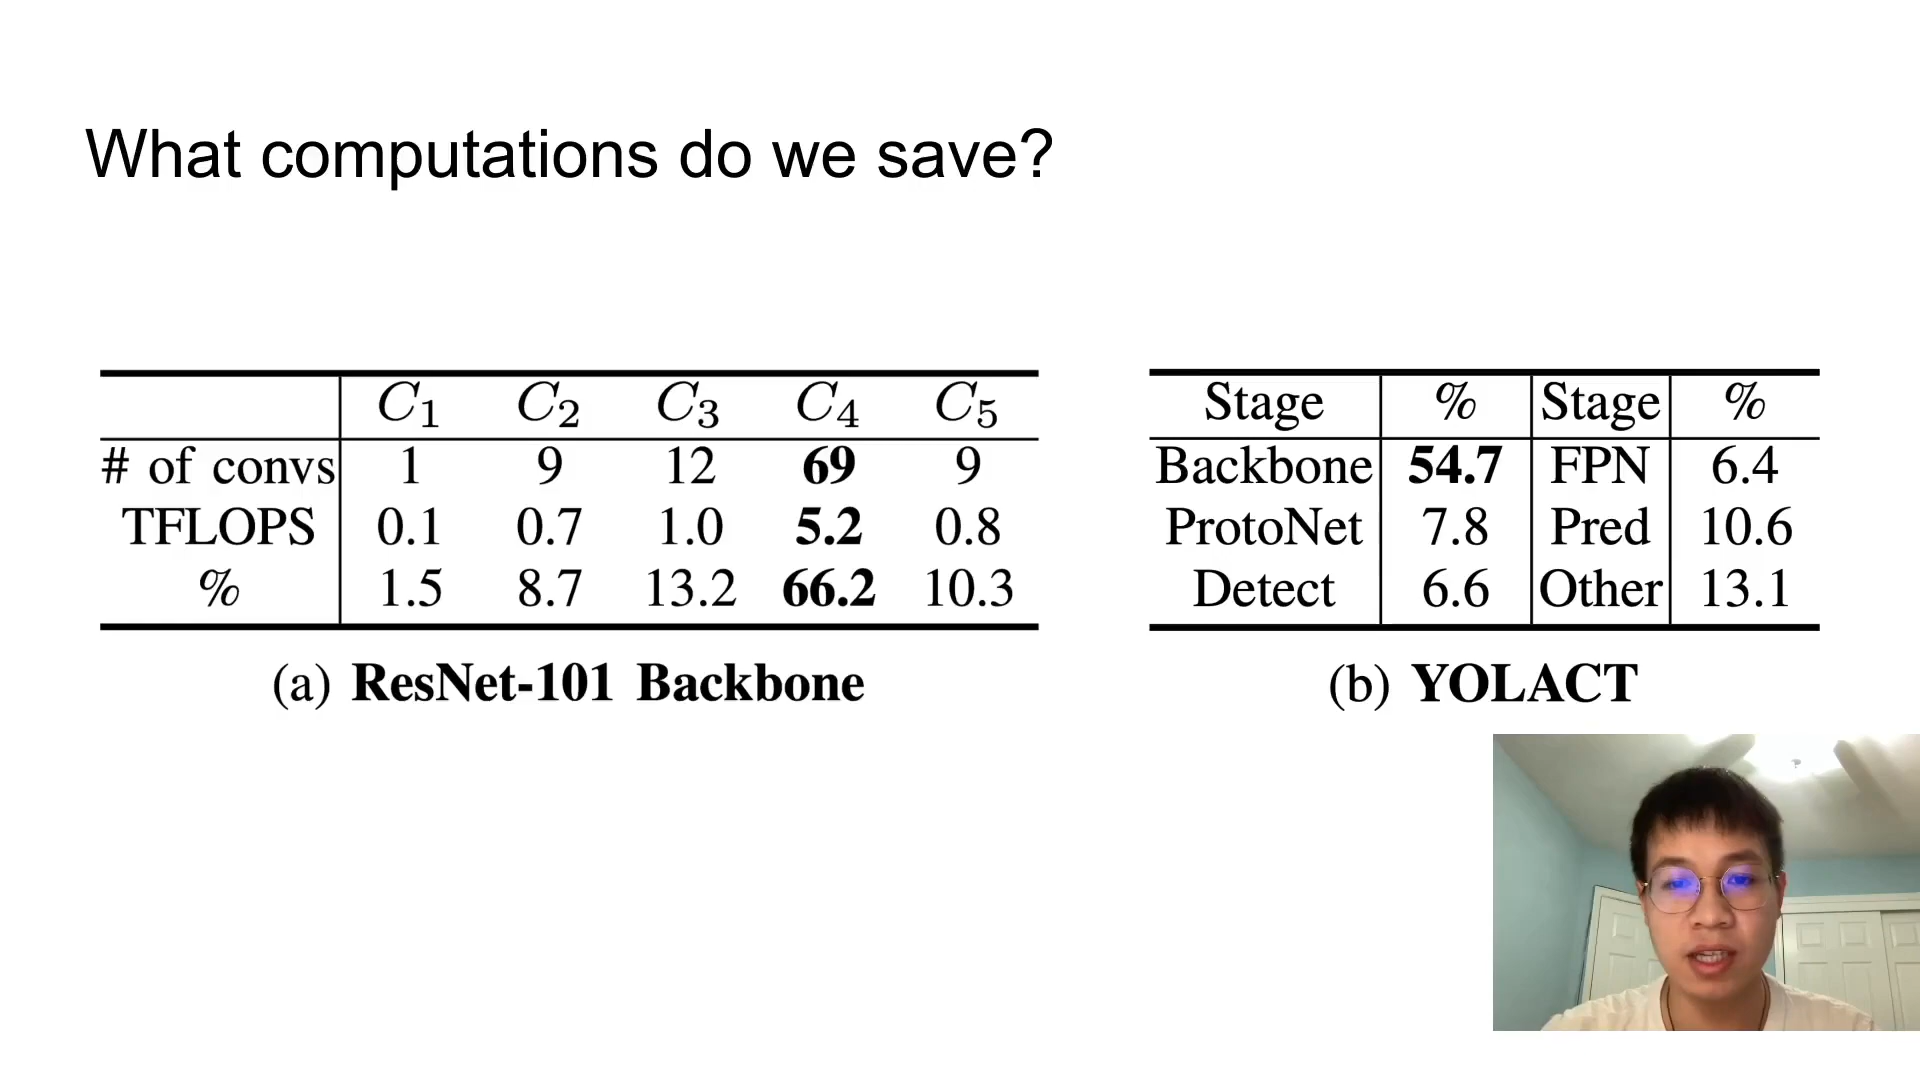 What computations do we save?
C1 C2 C3 C4 C5
# of convs 1 9 12 69 9
TFLOPS 0.1 0.7 1.0 5.2 0.8
% 1.5 8.7 13.2 66.2 10.3
(a) ResNet-101 Backbone
Stage % Stage %
Backbone 54.7 FPN 6.4
ProtoNet 7.8 Pred 10.6
Detect 6.6 Other 13.1
(b) YOLACT